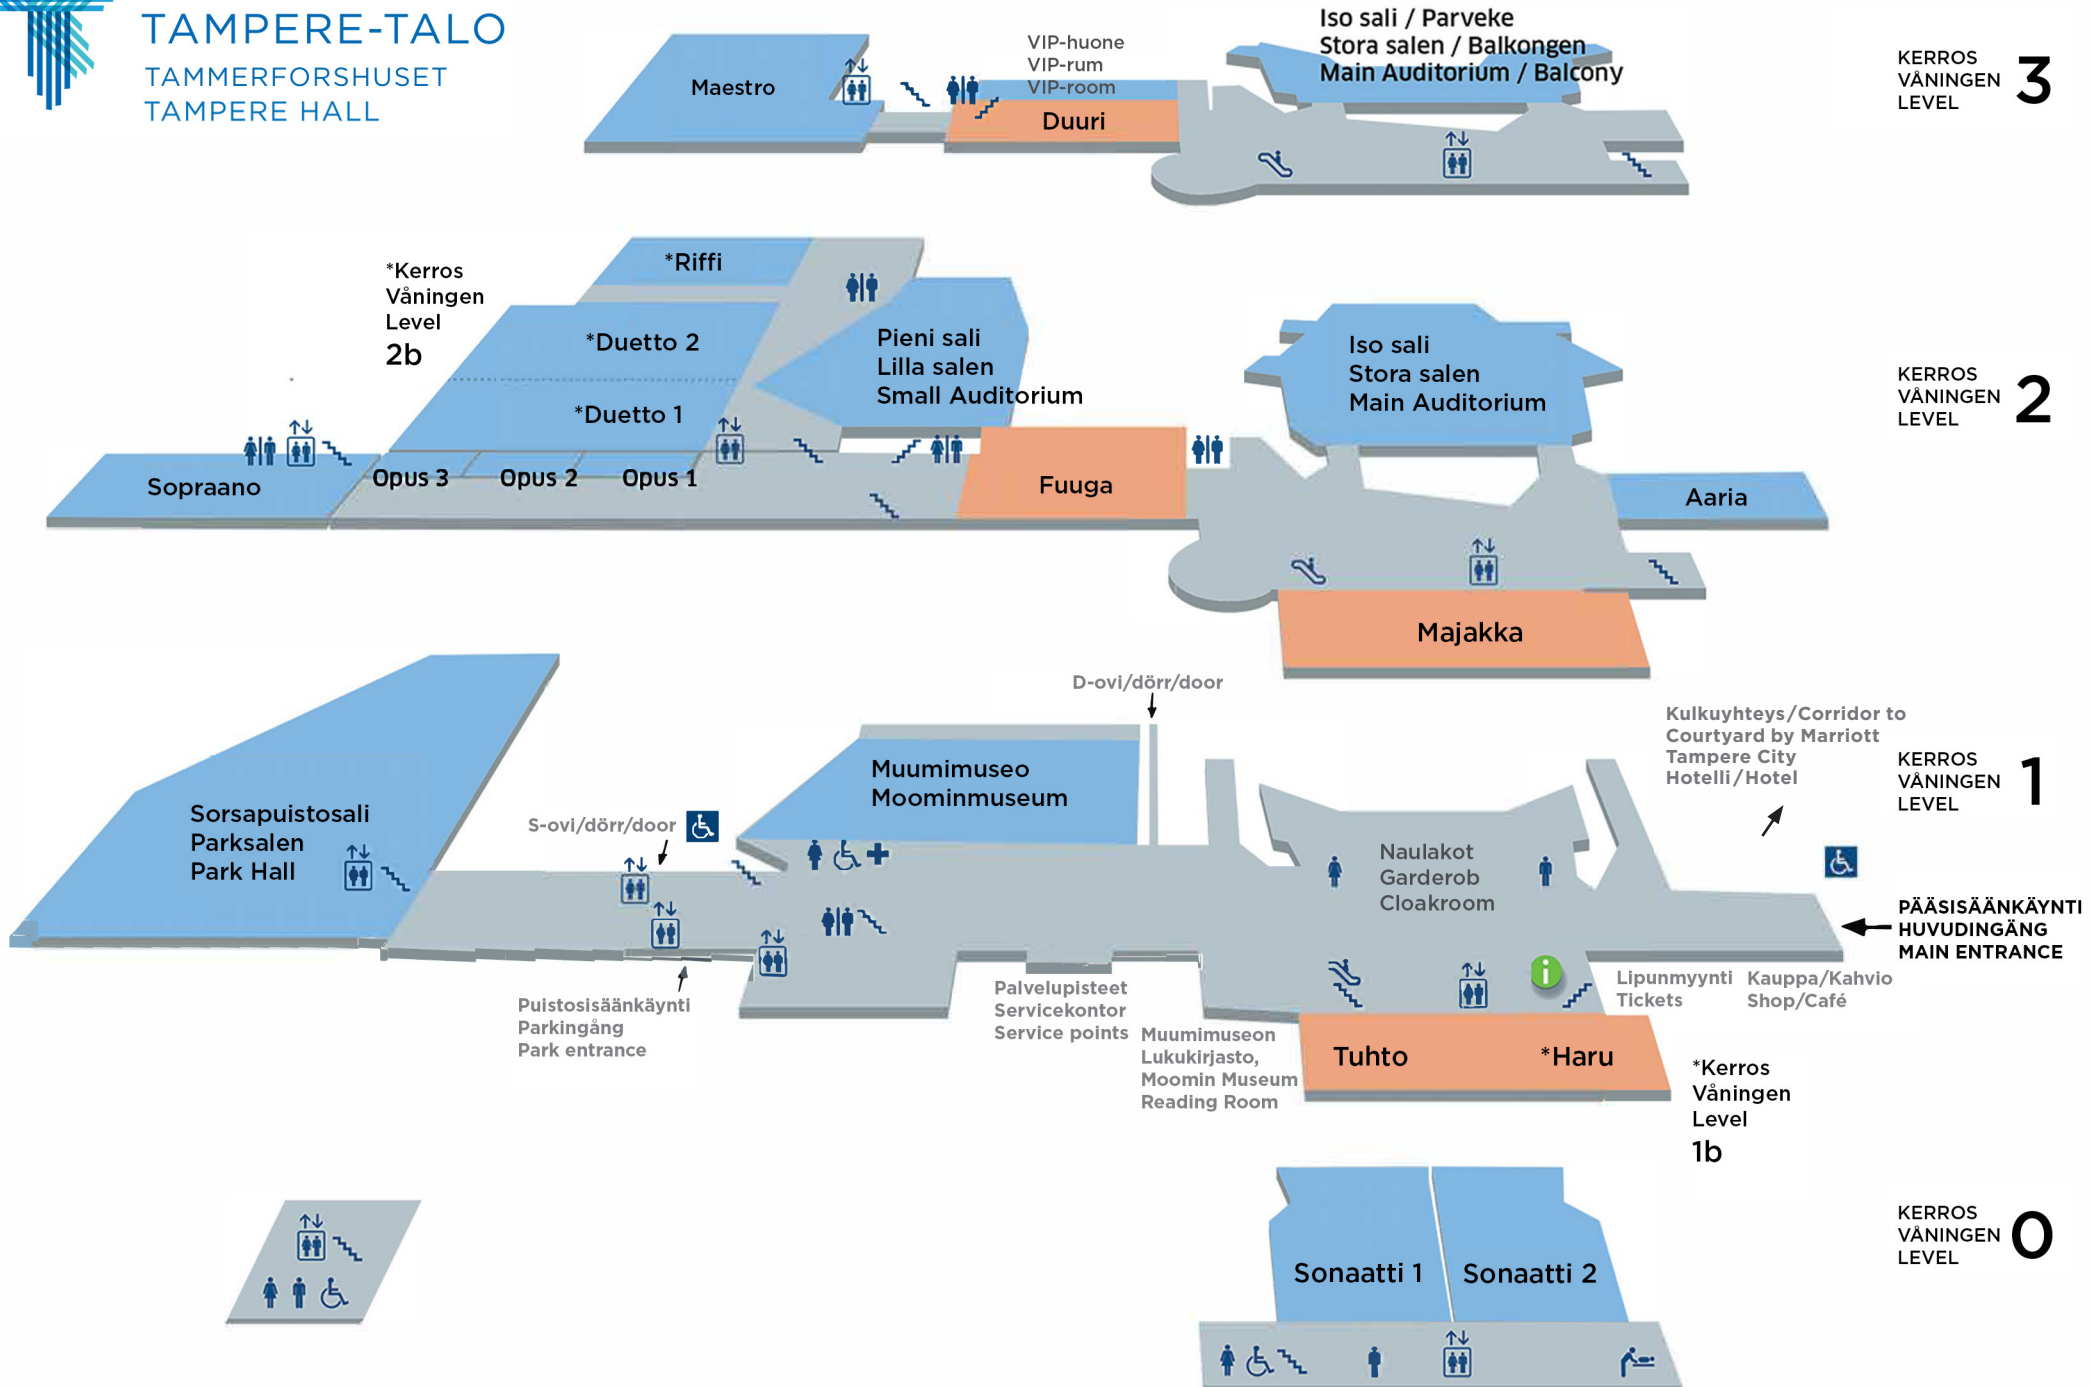 TAMPERE-TALO
TAMMERFORSHUSET
TAMPERE HALL
Maestro
VIP-huone
VIP-rum
VIP-room
Duuri
Iso sali / Parveke
Stora salen / Balkongen
Main Auditorium / Balcony
KERROS
VÅNINGEN
LEVEL
3
*Kerros
Våningen
Level
2b
*Riffi
*Duetto 2
*Duetto 1
Pieni sali
Lilla salen
Small Auditorium
Iso sali
Stora salen
Main Auditorium
KERROS
VÅNINGEN
LEVEL
2
Sopraano
Opus 3
Opus 2
Opus 1
Fuuga
Aaria
Majakka
D-ovi/dörr/door
Kulkuyhteys/Corridor to
Courtyard by Marriott
Tampere City
Hotelli/Hotel
KERROS
VÅNINGEN
LEVEL
1
Sorsapuistosali
Parksalen
Park Hall
S-ovi/dörr/door
Muumimuseo
Moominmuseum
Naulakot
Garderob
Cloakroom
PÄÄSISÄÄNKÄYNTI
HUVUDINGÄNG
MAIN ENTRANCE
i
Lipunmyynti
Tickets
Kauppa/Kahvio
Shop/Café
Puistosisäänkäynti
Parkingång
Park entrance
Palvelupisteet
Servicekontor
Service points
Muumimuseon
Lukukirjasto,
Moomin Museum
Reading Room
Tuhto
*Haru
*Kerros
Våningen
Level
1b
Sonaatti 1
Sonaatti 2
KERROS
VÅNINGEN
LEVEL
0